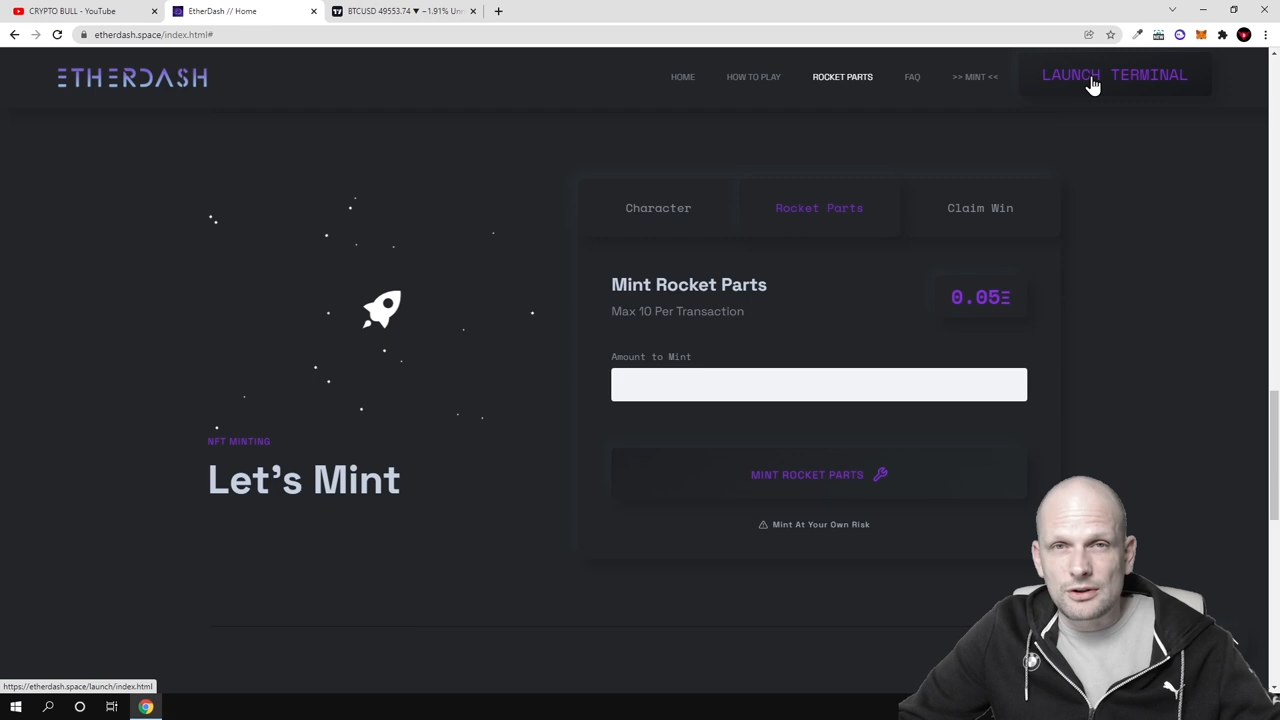 CRYPTO BULL - YouTube
EtherDash // Home
BTCUSD 49553.74 ▼ −1.91% Un
etherdash.space/index.html#
ETHERDASH
HOME
HOW TO PLAY
ROCKET PARTS
FAQ
>> MINT <<
LAUNCH TERMINAL
Character
Rocket Parts
Claim Win
Mint Rocket Parts
0.05Ξ
Max 10 Per Transaction
Amount to Mint
NFT MINTING
Let's Mint
MINT ROCKET PARTS
Mint At Your Own Risk
https://etherdash.space/launch/index.html